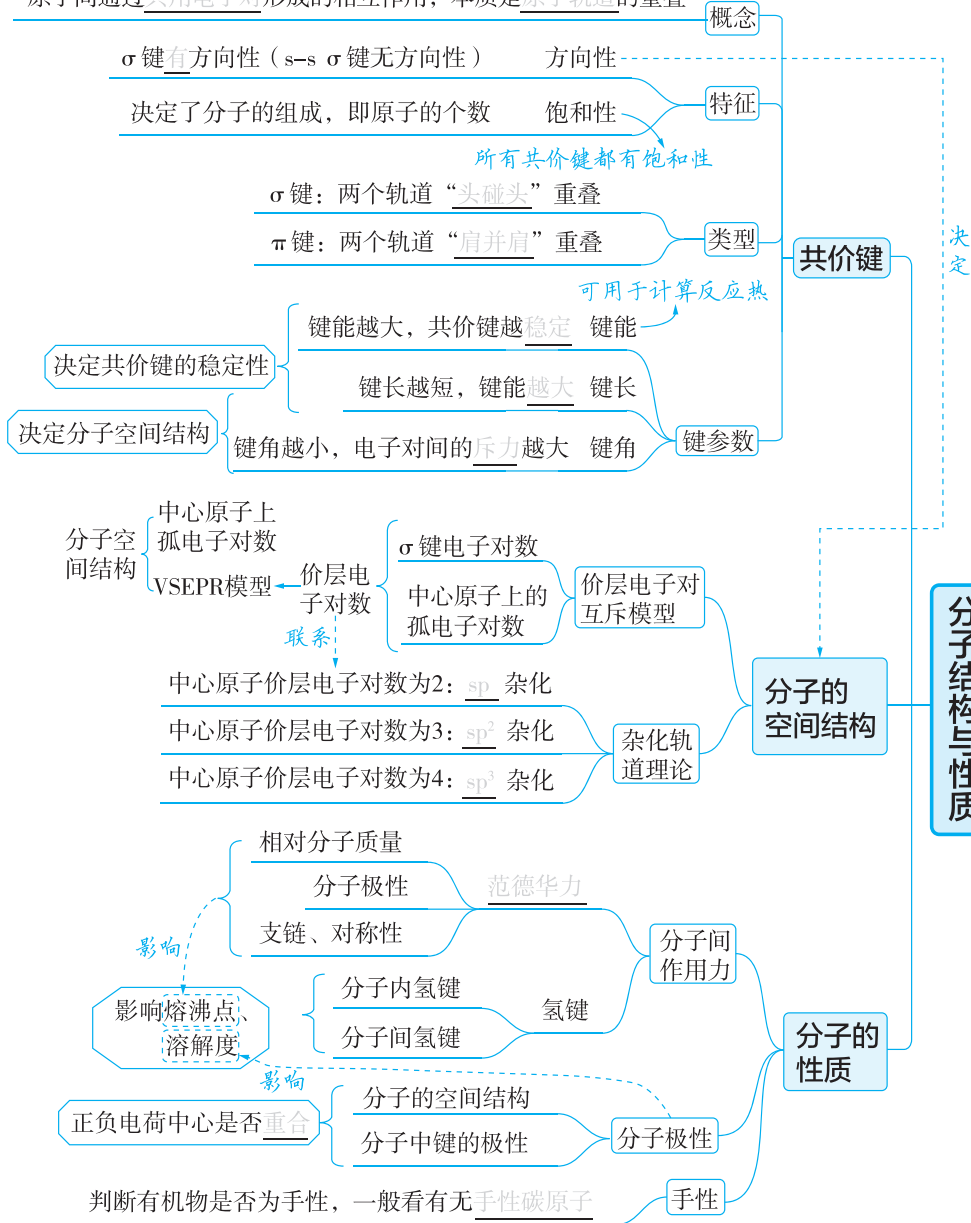 原子间通过共用电子对形成的相互作用，本质是原子轨道的重叠
概念
σ键有方向性（s-s σ键无方向性） 方向性
决定了分子的组成，即原子的个数 饱和性
特征
所有共价键都有饱和性
σ键：两个轨道“头碰头”重叠
π键：两个轨道“肩并肩”重叠
类型
共价键
决定
可用于计算反应热
键能越大，共价键越稳定 键能
决定共价键的稳定性
键长越短，键能越大 键长
决定分子空间结构
键角越小，电子对间的斥力越大 键角
键参数
分子空
间结构
中心原子上
孤电子对数
VSEPR模型
价层电
子对数
σ键电子对数
中心原子上的
孤电子对数
价层电子对
互斥模型
联系
中心原子价层电子对数为2：sp 杂化
中心原子价层电子对数为3：sp² 杂化
中心原子价层电子对数为4：sp³ 杂化
杂化轨
道理论
分子的
空间结构
分子结构与性质
相对分子质量
分子极性
支链、对称性
范德华力
影响
分子间
作用力
影响熔沸点、
溶解度
分子内氢键
分子间氢键
氢键
分子的
性质
影响
正负电荷中心是否重合
分子的空间结构
分子中键的极性
分子极性
判断有机物是否为手性，一般看有无手性碳原子
手性